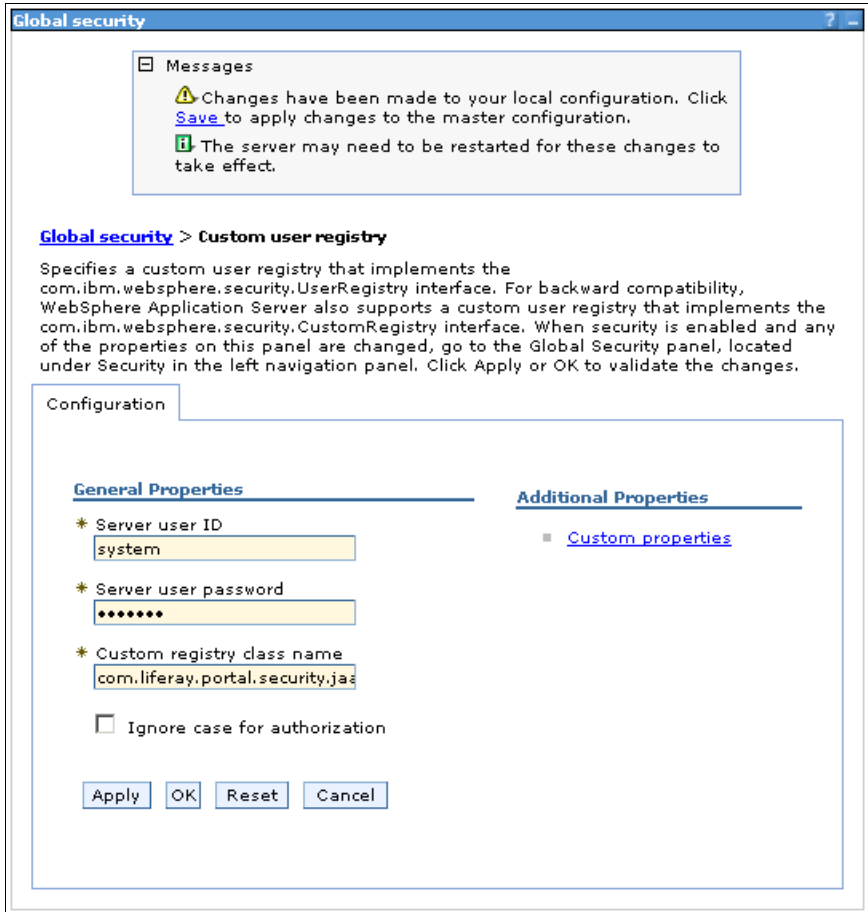 Global security
? _
Messages
Changes have been made to your local configuration. Click
Save to apply changes to the master configuration.
The server may need to be restarted for these changes to
take effect.
Global security > Custom user registry
Specifies a custom user registry that implements the
com.ibm.websphere.security.UserRegistry interface. For backward compatibility,
WebSphere Application Server also supports a custom user registry that implements the
com.ibm.websphere.security.CustomRegistry interface. When security is enabled and any
of the properties on this panel are changed, go to the Global Security panel, located
under Security in the left navigation panel. Click Apply or OK to validate the changes.
Configuration
General Properties
* Server user ID
system
* Server user password
•••••••
* Custom registry class name
com.liferay.portal.security.jaa
Ignore case for authorization
Apply OK Reset Cancel
Additional Properties
Custom properties